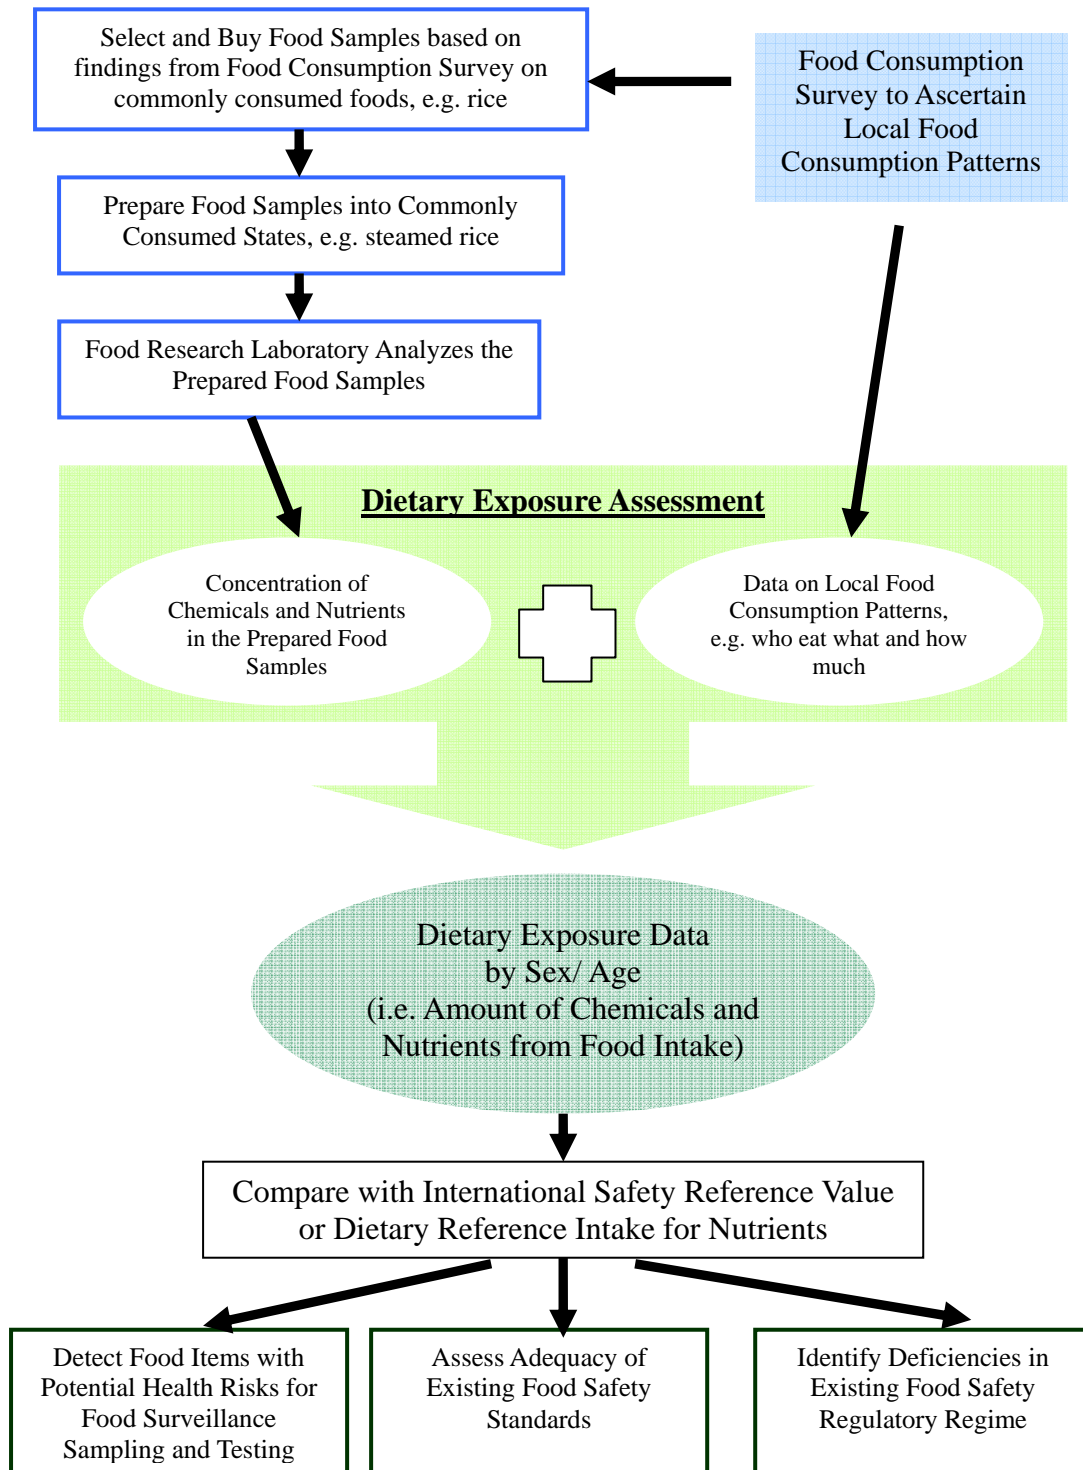 Select and Buy Food Samples based on
findings from Food Consumption Survey on
commonly consumed foods, e.g. rice
Food Consumption
Survey to Ascertain
Local Food
Consumption Patterns
Prepare Food Samples into Commonly
Consumed States, e.g. steamed rice
Food Research Laboratory Analyzes the
Prepared Food Samples
Dietary Exposure Assessment
Concentration of
Chemicals and Nutrients
in the Prepared Food
Samples
Data on Local Food
Consumption Patterns,
e.g. who eat what and how
much
Dietary Exposure Data
by Sex/ Age
(i.e. Amount of Chemicals and
Nutrients from Food Intake)
Compare with International Safety Reference Value
or Dietary Reference Intake for Nutrients
Detect Food Items with
Potential Health Risks for
Food Surveillance
Sampling and Testing
Assess Adequacy of
Existing Food Safety
Standards
Identify Deficiencies in
Existing Food Safety
Regulatory Regime